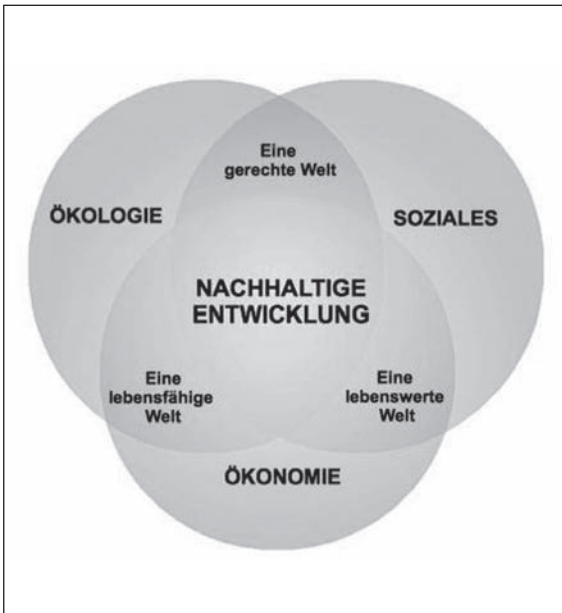 Eine
gerechte Welt
ÖKOLOGIE
SOZIALES
NACHHALTIGE
ENTWICKLUNG
Eine
lebensfähige
Welt
Eine
lebenswerte
Welt
ÖKONOMIE